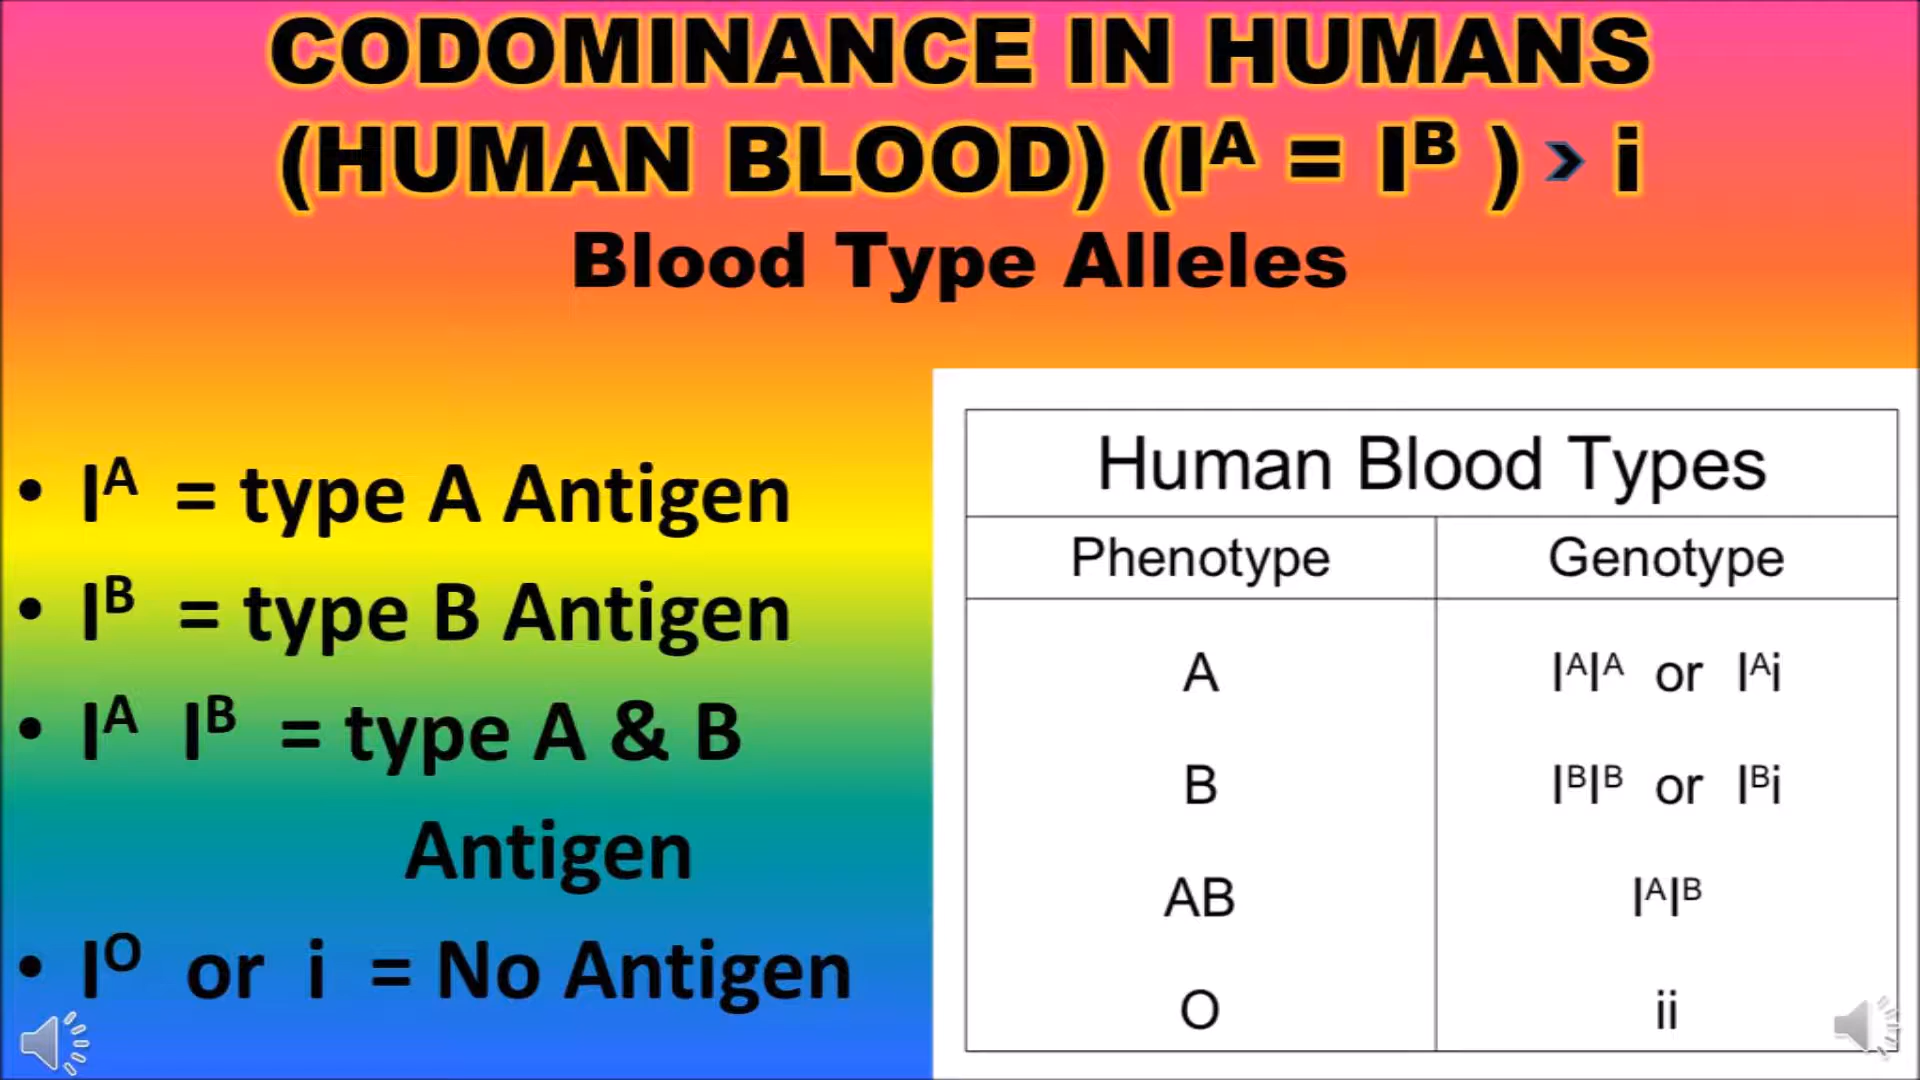 CODOMINANCE IN HUMANS
(HUMAN BLOOD) (Iᴬ = Iᴮ ) > i
Blood Type Alleles
• Iᴬ = type A Antigen
• Iᴮ = type B Antigen
• Iᴬ Iᴮ = type A & B
Antigen
• Iᴼ or i = No Antigen
Human Blood Types
Phenotype Genotype
A IᴬIᴬ or Iᴬi
B IᴮIᴮ or Iᴮi
AB IᴬIᴮ
O ii